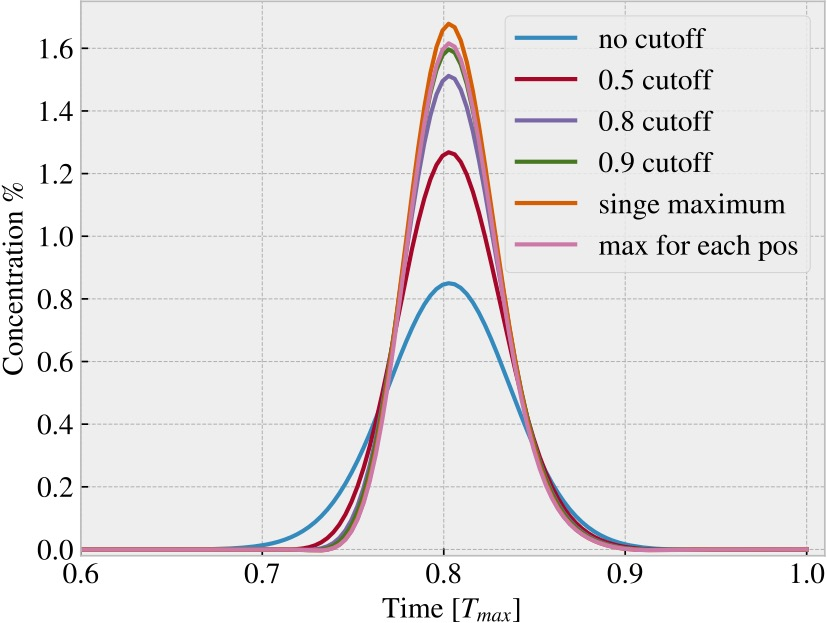 1.6
1.4
1.2
1.0
0.8
0.6
0.4
0.2
0.0
Concentration %
0.6 0.7 0.8 0.9 1.0
Time [Tmax]
no cutoff
0.5 cutoff
0.8 cutoff
0.9 cutoff
singe maximum
max for each pos